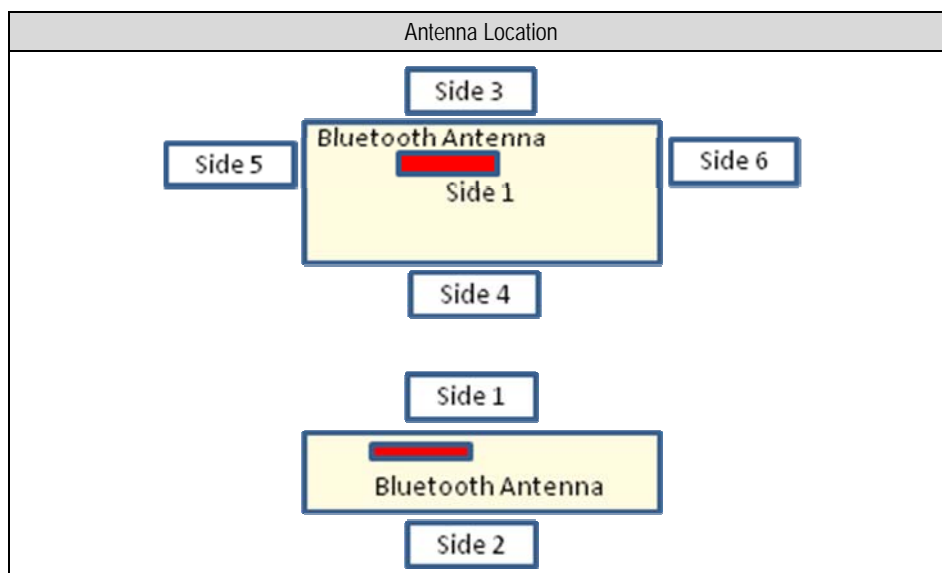 Antenna Location
Side 3
Bluetooth Antenna
Side 5
Side 6
Side 1
Side 4
Side 1
Bluetooth Antenna
Side 2